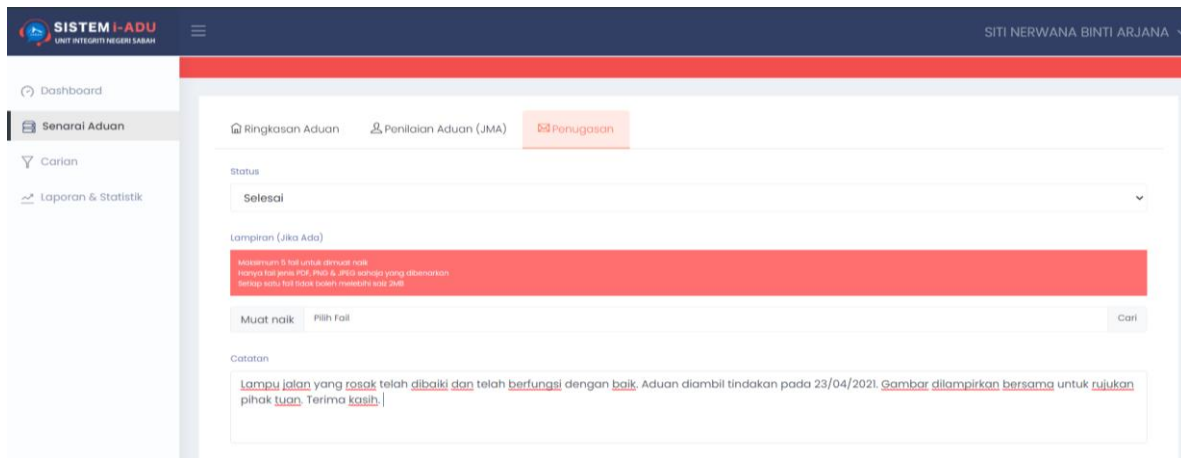 SISTEM i-ADU
UNIT INTEGRITI NEGERI SABAH
SITI NERWANA BINTI ARJANA
Dashboard
Senarai Aduan
Carian
Laporan & Statistik
Ringkasan Aduan
Penilaian Aduan (JMA)
Penugasan
Status
Selesai
Lampiran (Jika Ada)
Maksimum 5 fail untuk dimuat naik
Hanya fail jenis PDF, PNG & JPEG sahaja yang dibenarkan
Setiap satu fail tidak boleh melebihi saiz 2MB
Muat naik
Pilih Fail
Cari
Catatan
Lampu jalan yang rosak telah dibaiki dan telah berfungsi dengan baik. Aduan diambil tindakan pada 23/04/2021. Gambar dilampirkan bersama untuk rujukan
pihak tuan. Terima kasih.